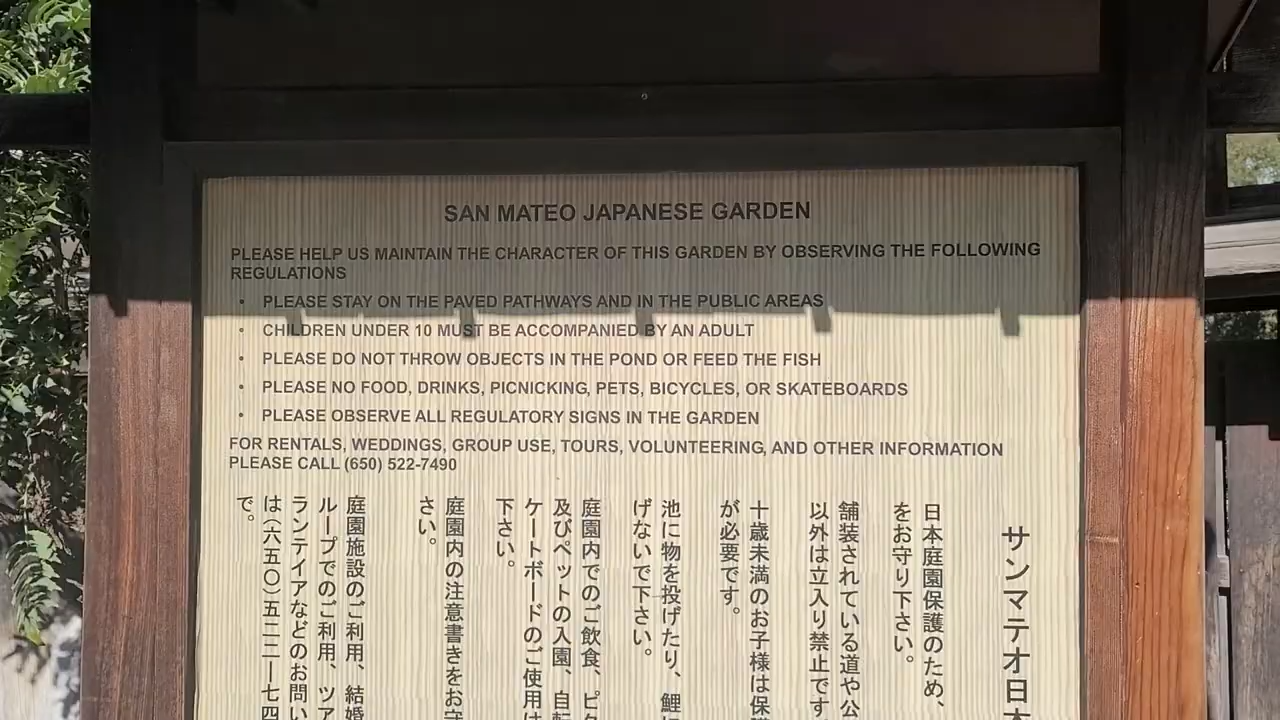 SAN MATEO JAPANESE GARDEN
PLEASE HELP US MAINTAIN THE CHARACTER OF THIS GARDEN BY OBSERVING THE FOLLOWING
REGULATIONS
• PLEASE STAY ON THE PAVED PATHWAYS AND IN THE PUBLIC AREAS
• CHILDREN UNDER 10 MUST BE ACCOMPANIED BY AN ADULT
• PLEASE DO NOT THROW OBJECTS IN THE POND OR FEED THE FISH
• PLEASE NO FOOD, DRINKS, PICNICKING, PETS, BICYCLES, OR SKATEBOARDS
• PLEASE OBSERVE ALL REGULATORY SIGNS IN THE GARDEN
FOR RENTALS, WEDDINGS, GROUP USE, TOURS, VOLUNTEERING, AND OTHER INFORMATION
PLEASE CALL (650) 522-7490
サンマテオ日
日本庭園保護のため、
をお守り下さい。
舗装されている道や公
以外は立入り禁止です
十歳未満のお子様は保
が必要です。
池に物を投げたり、鯉
げないで下さい。
庭園内でのご飲食、ピ
及びペットの入園、自
ケートボードのご使用は
下さい。
庭園内の注意書きをお守
さい。
庭園施設のご利用、結婚
ループでのご利用、ツア
ランテイアなどのお問い
は(六五〇)五二二―七四
で。